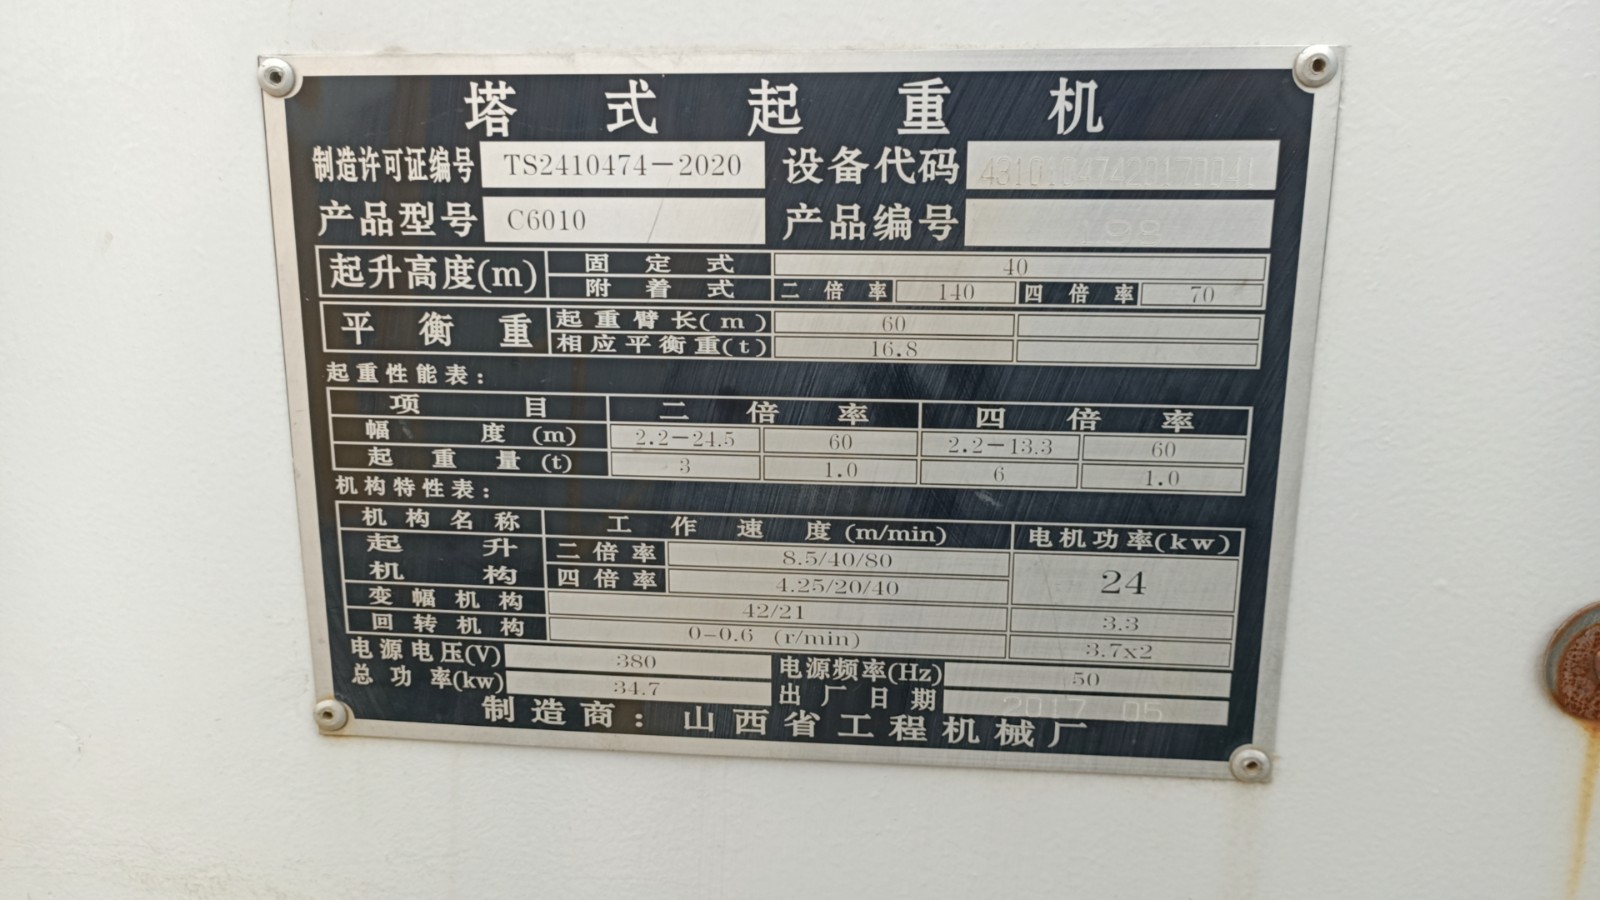 塔式起重机
制造许可证编号 TS2410474-2020 设备代码
产品型号 C6010 产品编号
起升高度(m) 固定式 40
附着式 二倍率 140 四倍率 70
平衡重 起重臂长(m) 60
相应平衡重(t) 16.8
起重性能表:
项目 二倍率 四倍率
幅度(m) 2.2-24.5 60 2.2-13.3 60
起重量(t) 3 1.0 6 1.0
机构特性表:
机构名称 工作速度(m/min) 电机功率(kw)
起升机构 二倍率 8.5/40/80 24
四倍率 4.25/20/40
变幅机构 42/21 3.3
回转机构 0-0.6 (r/min) 3.7x2
电源电压(V) 380 电源频率(Hz) 50
总功率(kw) 34.7 出厂日期 2017 05
制造商:山西省工程机械厂